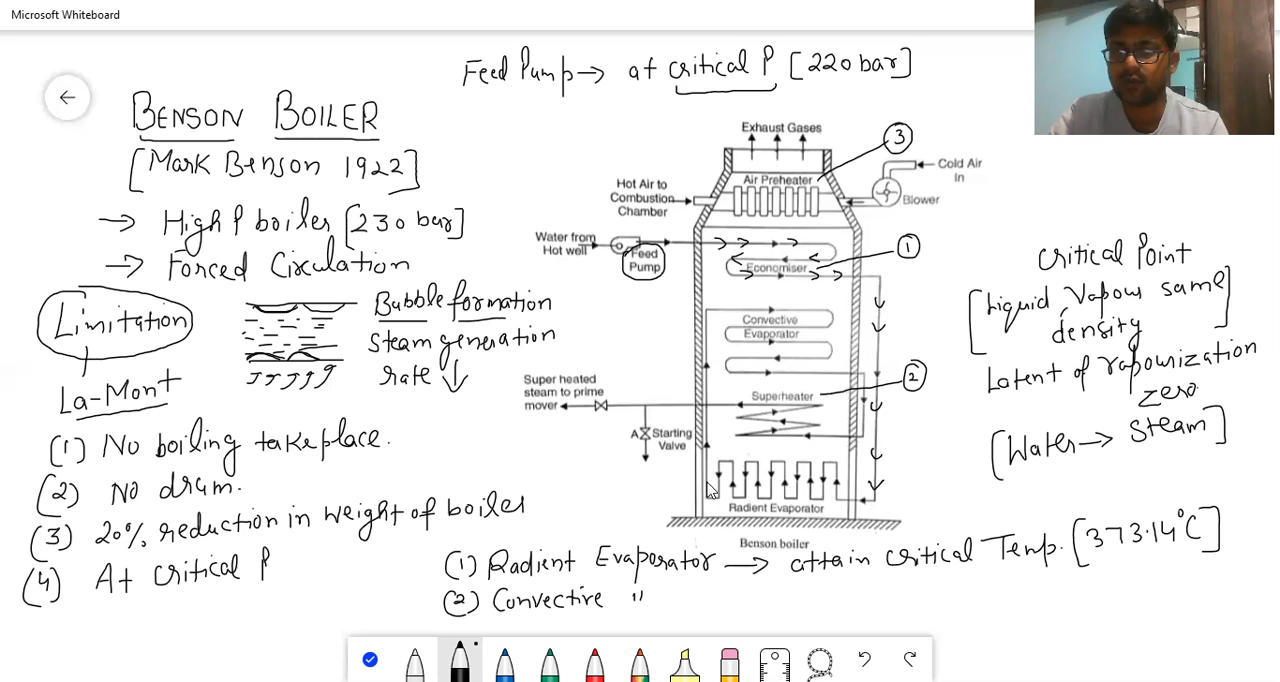 Microsoft Whiteboard
Feed Pump → at critical P [220 bar]
BENSON BOILER
[Mark Benson 1922]
→ High P boiler [230 bar]
→ Forced Circulation
Limitation
La-Mont
Bubble formation
Steam generation
rate ↓
(1) No boiling take place.
(2) No drum.
(3) 20% reduction in weight of boiler
(4) At critical P
Exhaust Gases
3
Air Preheater
Cold Air
In
Blower
Hot Air to
Combustion
Chamber
Water from
Hot well
Feed
Pump
1
Economiser
Convective
Evaporator
2
Superheater
Super heated
steam to prime
mover
A
Starting
Valve
Radient Evaporator
Benson boiler
Critical Point
[Liquid, Vapour same]
density
Latent of vapourization
zero
[Water → Steam]
(1) Radient Evaporator → attain critical Temp. [373.14°C]
(2) Convective "